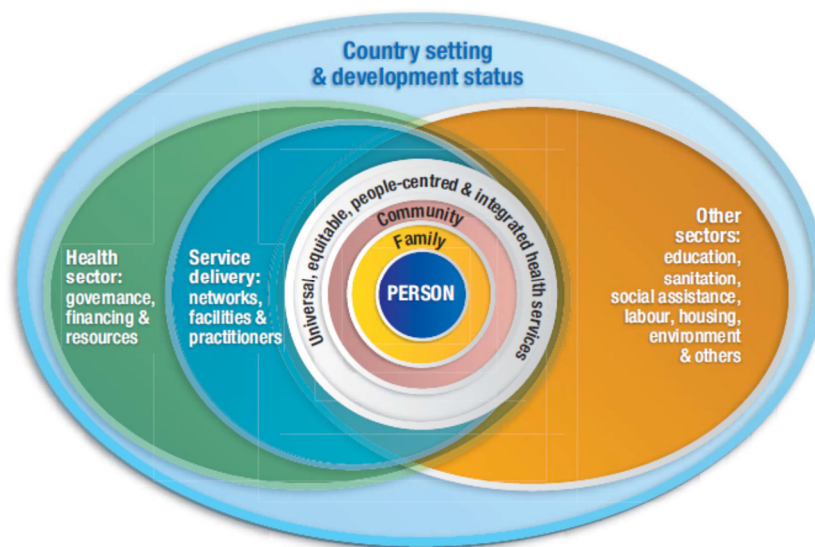 Country setting
& development status
Universal, equitable, people-centred & integrated health services
Community
Family
PERSON
Health
sector:
governance,
financing &
resources
Service
delivery:
networks,
facilities &
practitioners
Other
sectors:
education,
sanitation,
social assistance,
labour, housing,
environment
& others